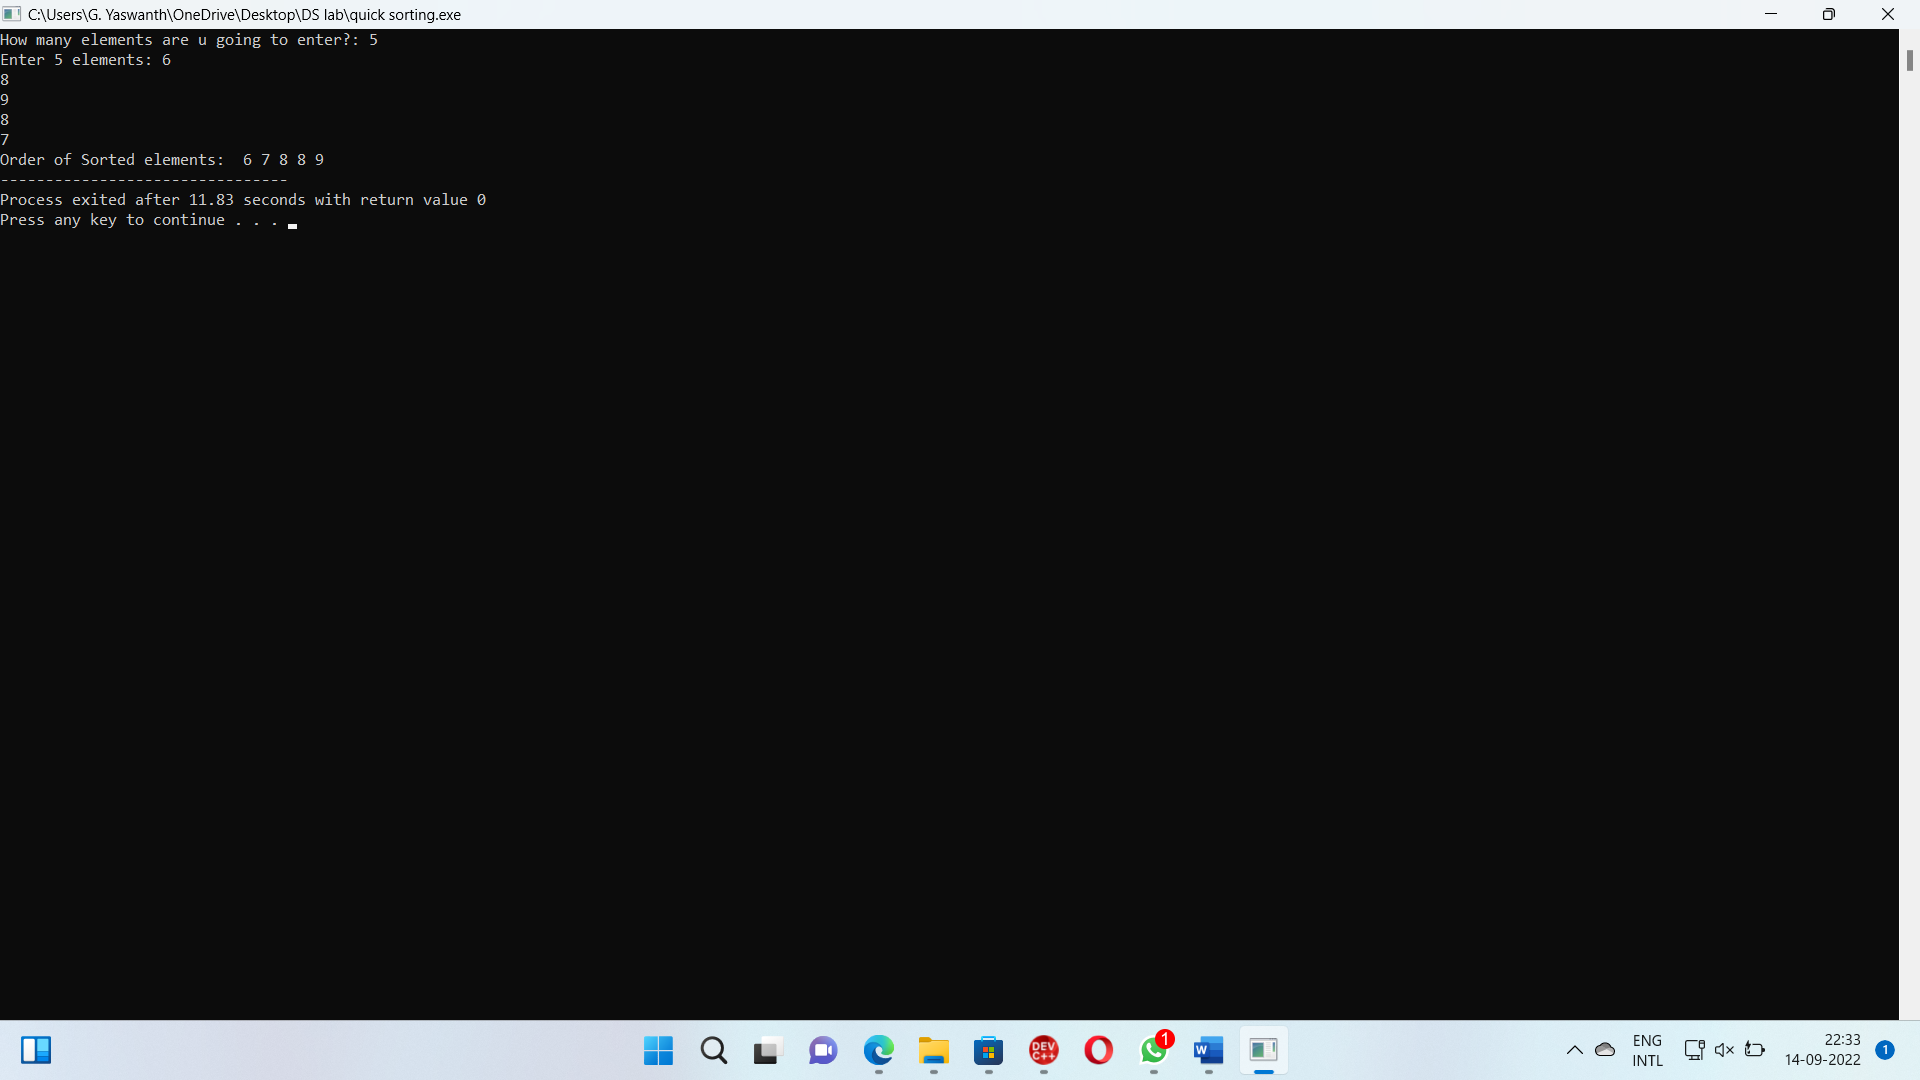 C:\Users\G. Yaswanth\OneDrive\Desktop\DS lab\quick sorting.exe
How many elements are u going to enter?: 5
Enter 5 elements: 6
8
9
8
7
Order of Sorted elements:  6 7 8 8 9
--------------------------------
Process exited after 11.83 seconds with return value 0
Press any key to continue . . .
DEV
C++
1
W
ENG
INTL
22:33
14-09-2022
1